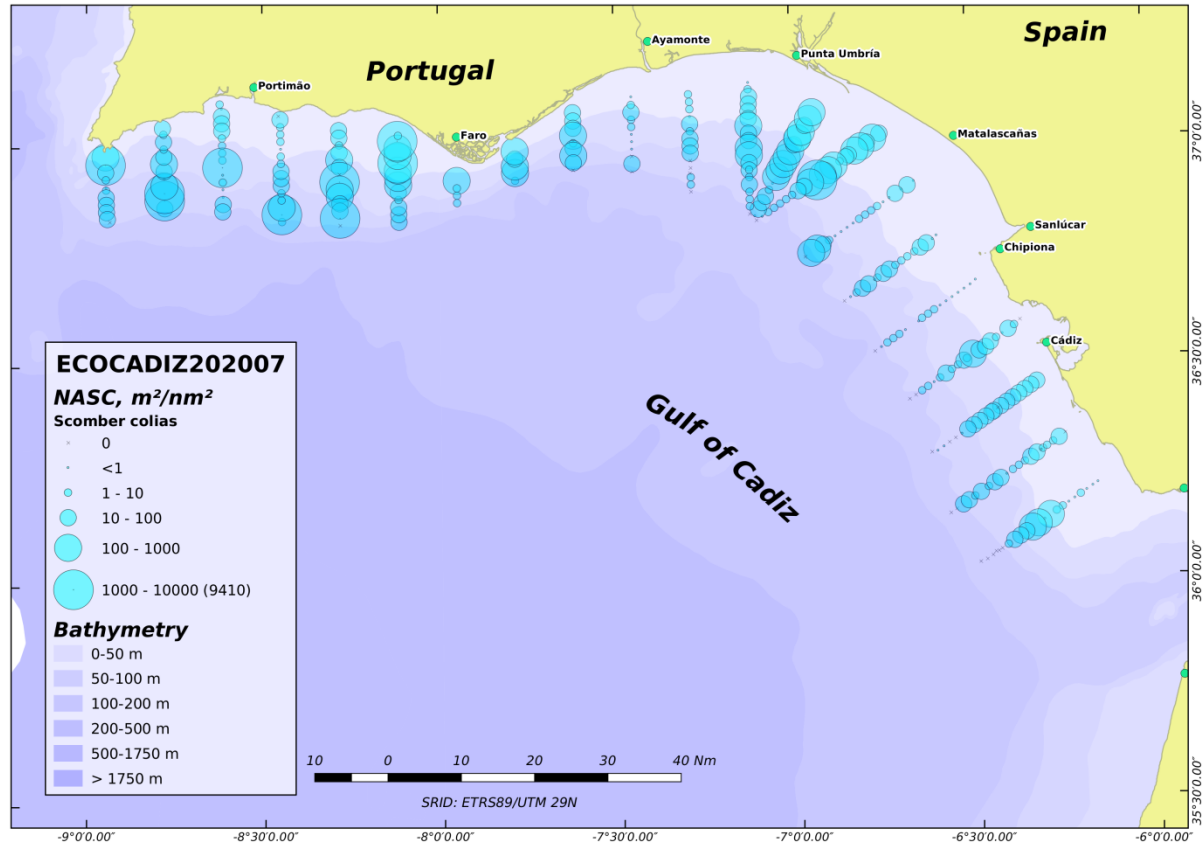 Spain
Portugal
Ayamonte
Punta Umbría
Portimão
Faro
Matalascañas
Sanlúcar
Chipiona
Cádiz
Gulf of Cadiz
ECOCADIZ202007
NASC, m²/nm²
Scomber colias
0
<1
1 - 10
10 - 100
100 - 1000
1000 - 10000 (9410)
Bathymetry
0-50 m
50-100 m
100-200 m
200-500 m
500-1750 m
> 1750 m
10 0 10 20 30 40 Nm
SRID: ETRS89/UTM 29N
37°0'0.00″
36°30'0.00″
36°0'0.00″
35°30'0.00″
-9°0'0.00″ -8°30'0.00″ -8°0'0.00″ -7°30'0.00″ -7°0'0.00″ -6°30'0.00″ -6°0'0.00″